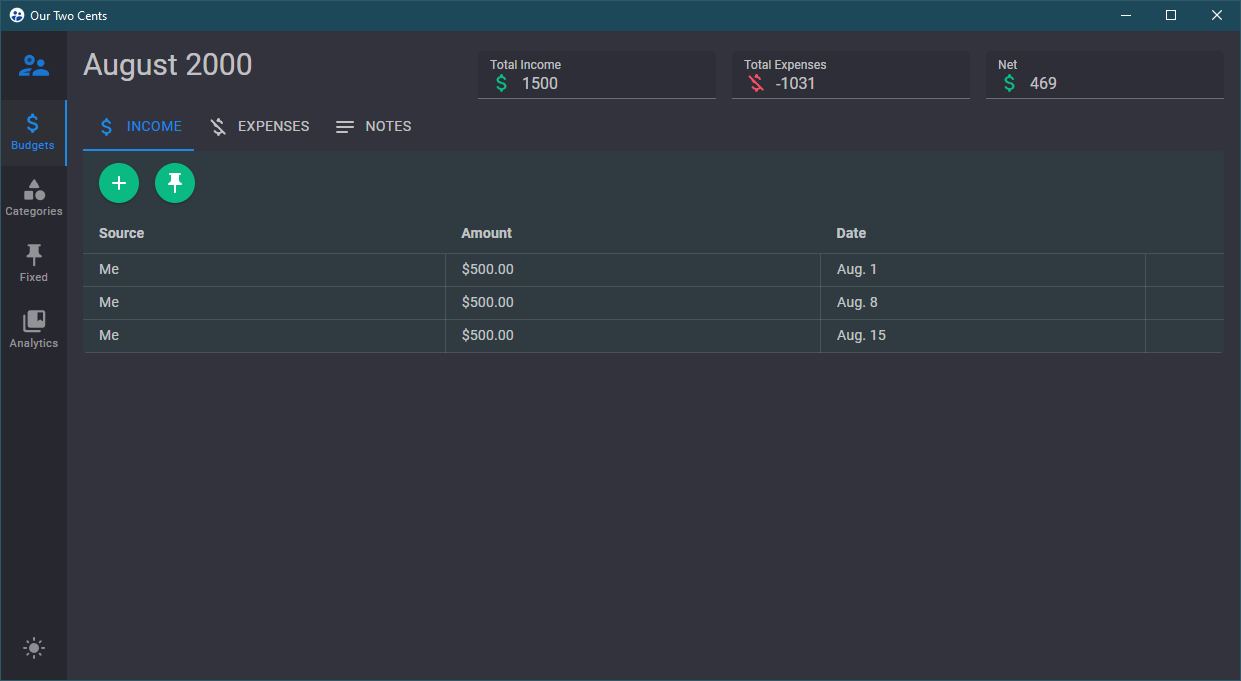 Our Two Cents
August 2000
Total Income
1500
Total Expenses
-1031
Net
469
Budgets
Categories
Fixed
Analytics
INCOME EXPENSES NOTES
Source Amount Date
Me $500.00 Aug. 1
Me $500.00 Aug. 8
Me $500.00 Aug. 15